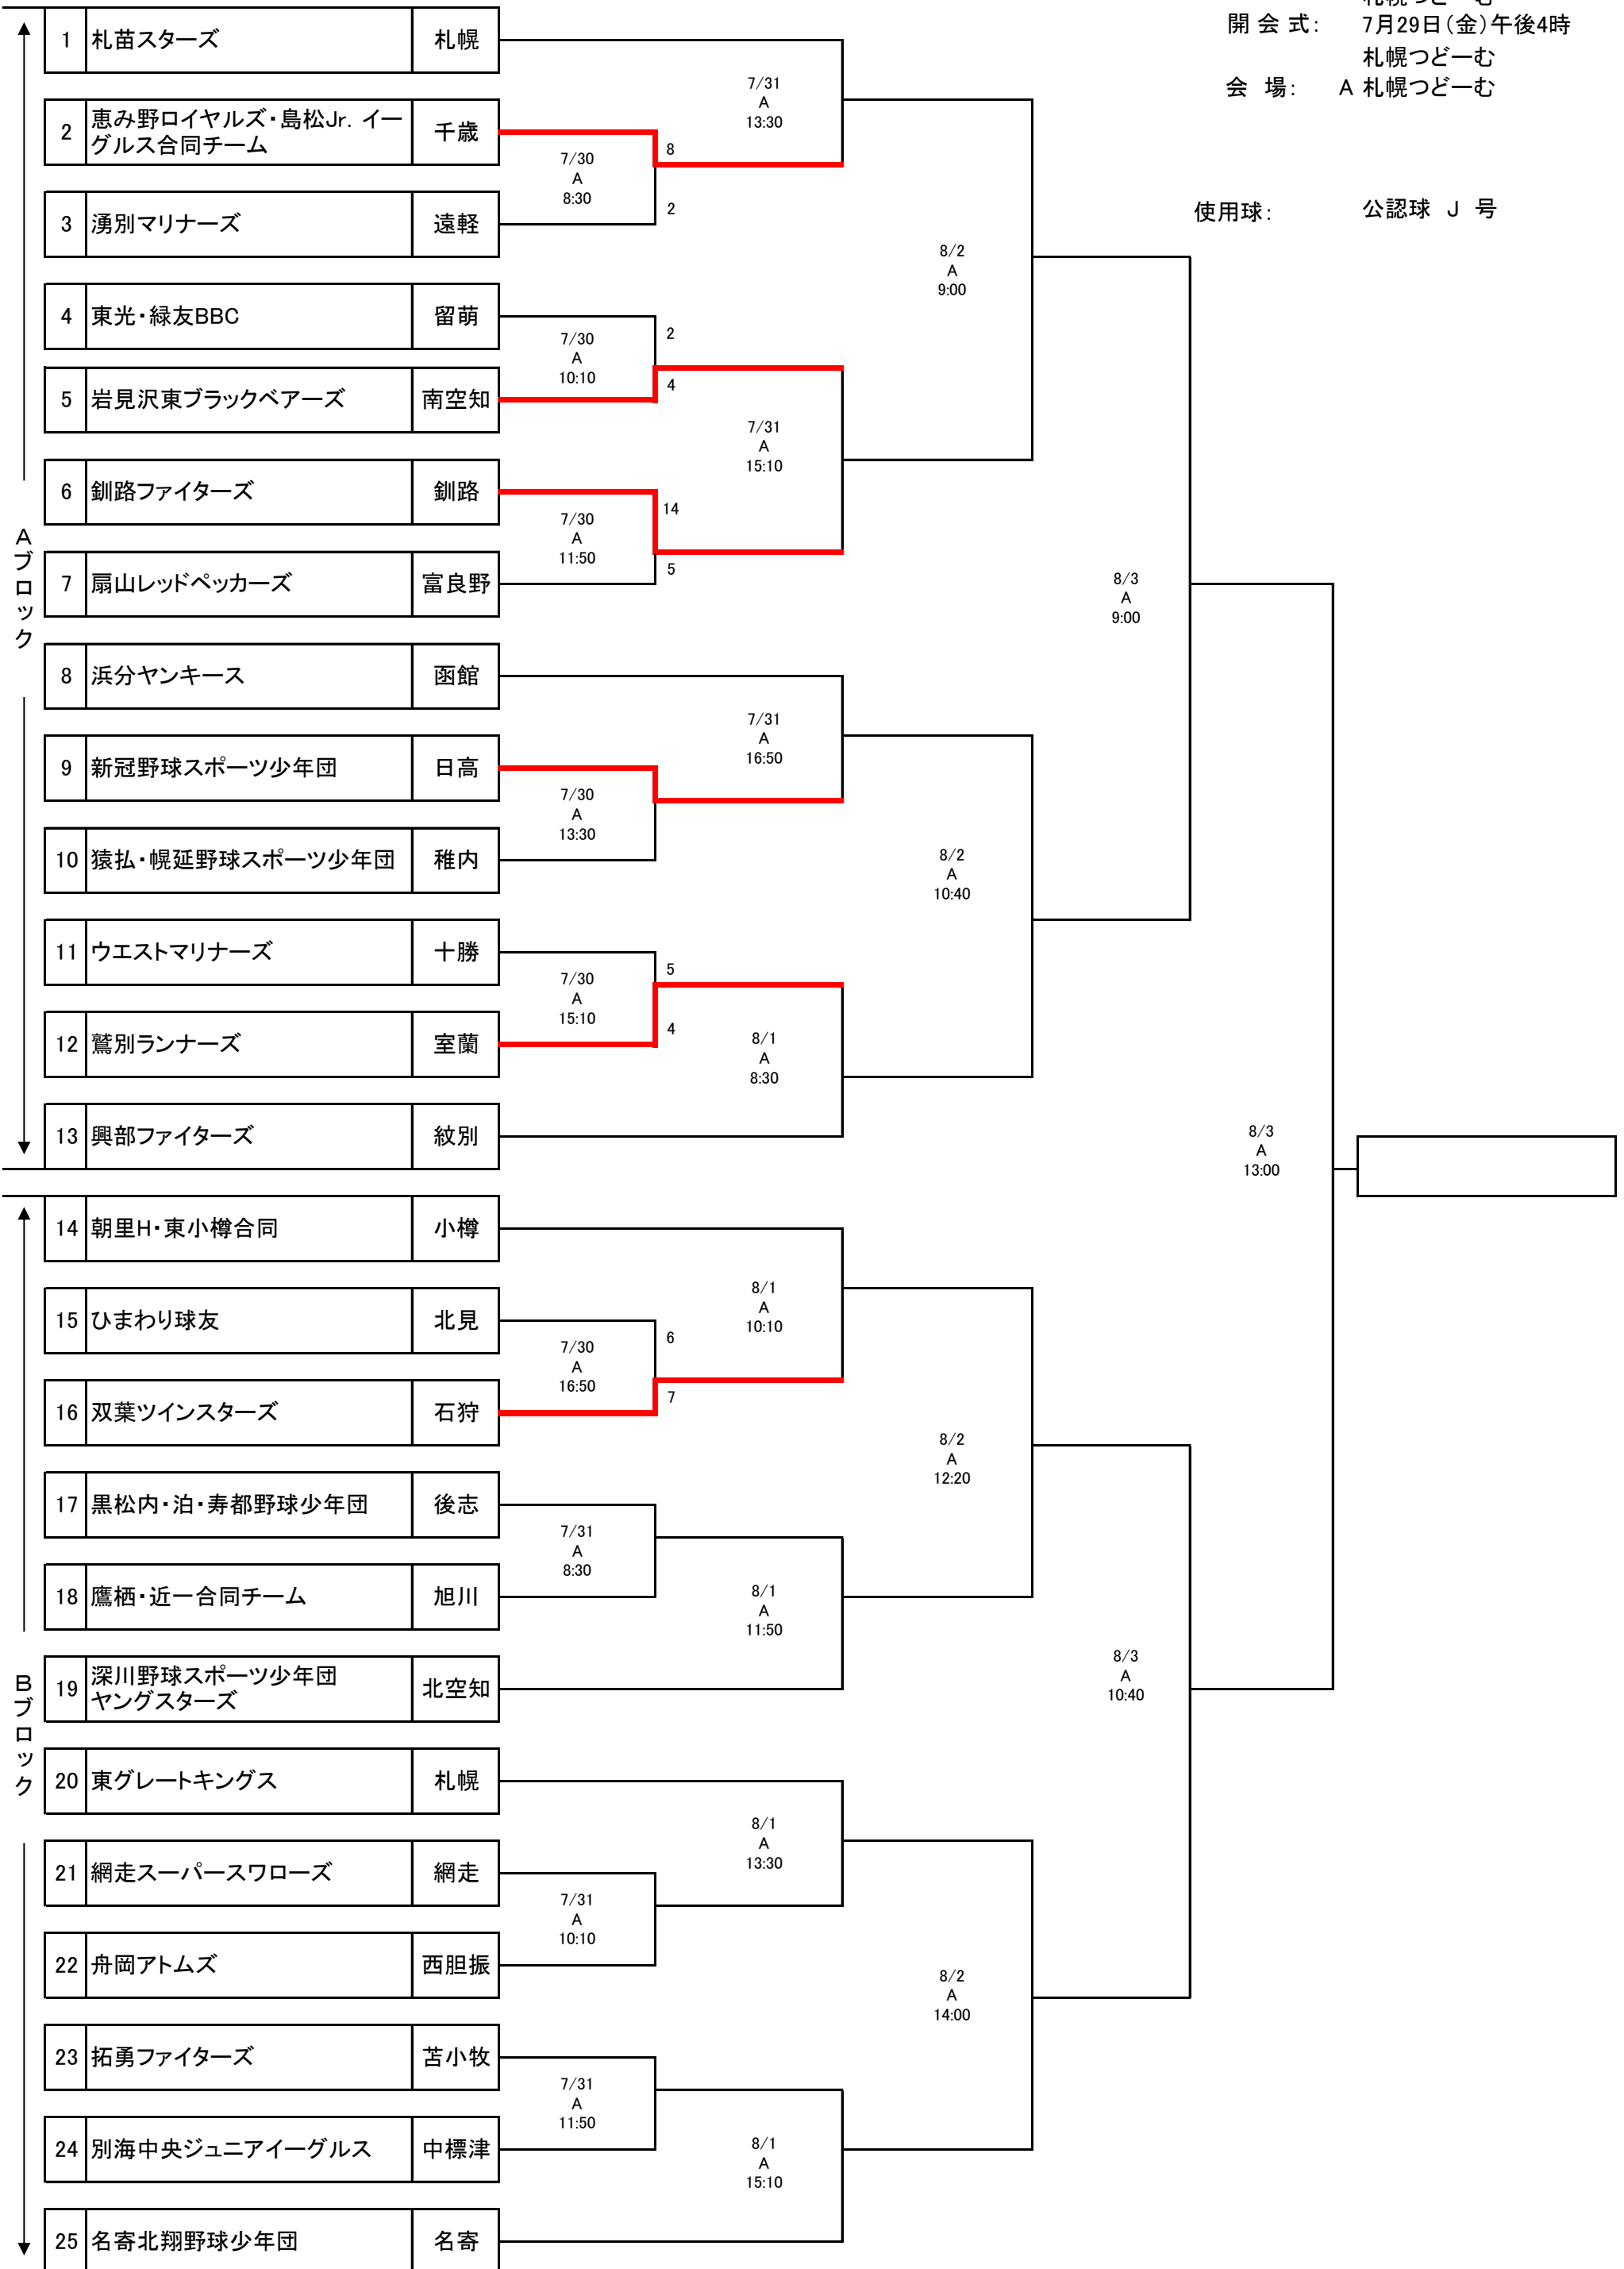 札幌つどーむ
開 会 式： 7月29日（金）午後4時
札幌つどーむ
会 場： A 札幌つどーむ
使用球： 公認球 J 号
Aブロック
1 札苗スターズ 札幌
7/31
A
13:30
2 恵み野ロイヤルズ・島松Jr. イー
グルス合同チーム 千歳
8
7/30
A
8:30
2
3 湧別マリナーズ 遠軽
8/2
A
9:00
4 東光・緑友BBC 留萌
2
7/30
A
10:10
4
5 岩見沢東ブラックベアーズ 南空知
7/31
A
15:10
6 釧路ファイターズ 釧路
14
7/30
A
11:50
5
7 扇山レッドペッカーズ 富良野
8/3
A
9:00
8 浜分ヤンキース 函館
7/31
A
16:50
9 新冠野球スポーツ少年団 日高
7/30
A
13:30
10 猿払・幌延野球スポーツ少年団 稚内
8/2
A
10:40
11 ウエストマリナーズ 十勝
5
7/30
A
15:10
4
12 鷲別ランナーズ 室蘭
8/1
A
8:30
13 興部ファイターズ 紋別
8/3
A
13:00
Bブロック
14 朝里H・東小樽合同 小樽
8/1
A
10:10
15 ひまわり球友 北見
6
7/30
A
16:50
7
16 双葉ツインスターズ 石狩
8/2
A
12:20
17 黒松内・泊・寿都野球少年団 後志
7/31
A
8:30
18 鷹栖・近一合同チーム 旭川
8/1
A
11:50
19 深川野球スポーツ少年団
ヤングスターズ 北空知
8/3
A
10:40
20 東グレートキングス 札幌
8/1
A
13:30
21 網走スーパースワローズ 網走
7/31
A
10:10
22 舟岡アトムズ 西胆振
8/2
A
14:00
23 拓勇ファイターズ 苫小牧
7/31
A
11:50
24 別海中央ジュニアイーグルス 中標津
8/1
A
15:10
25 名寄北翔野球少年団 名寄